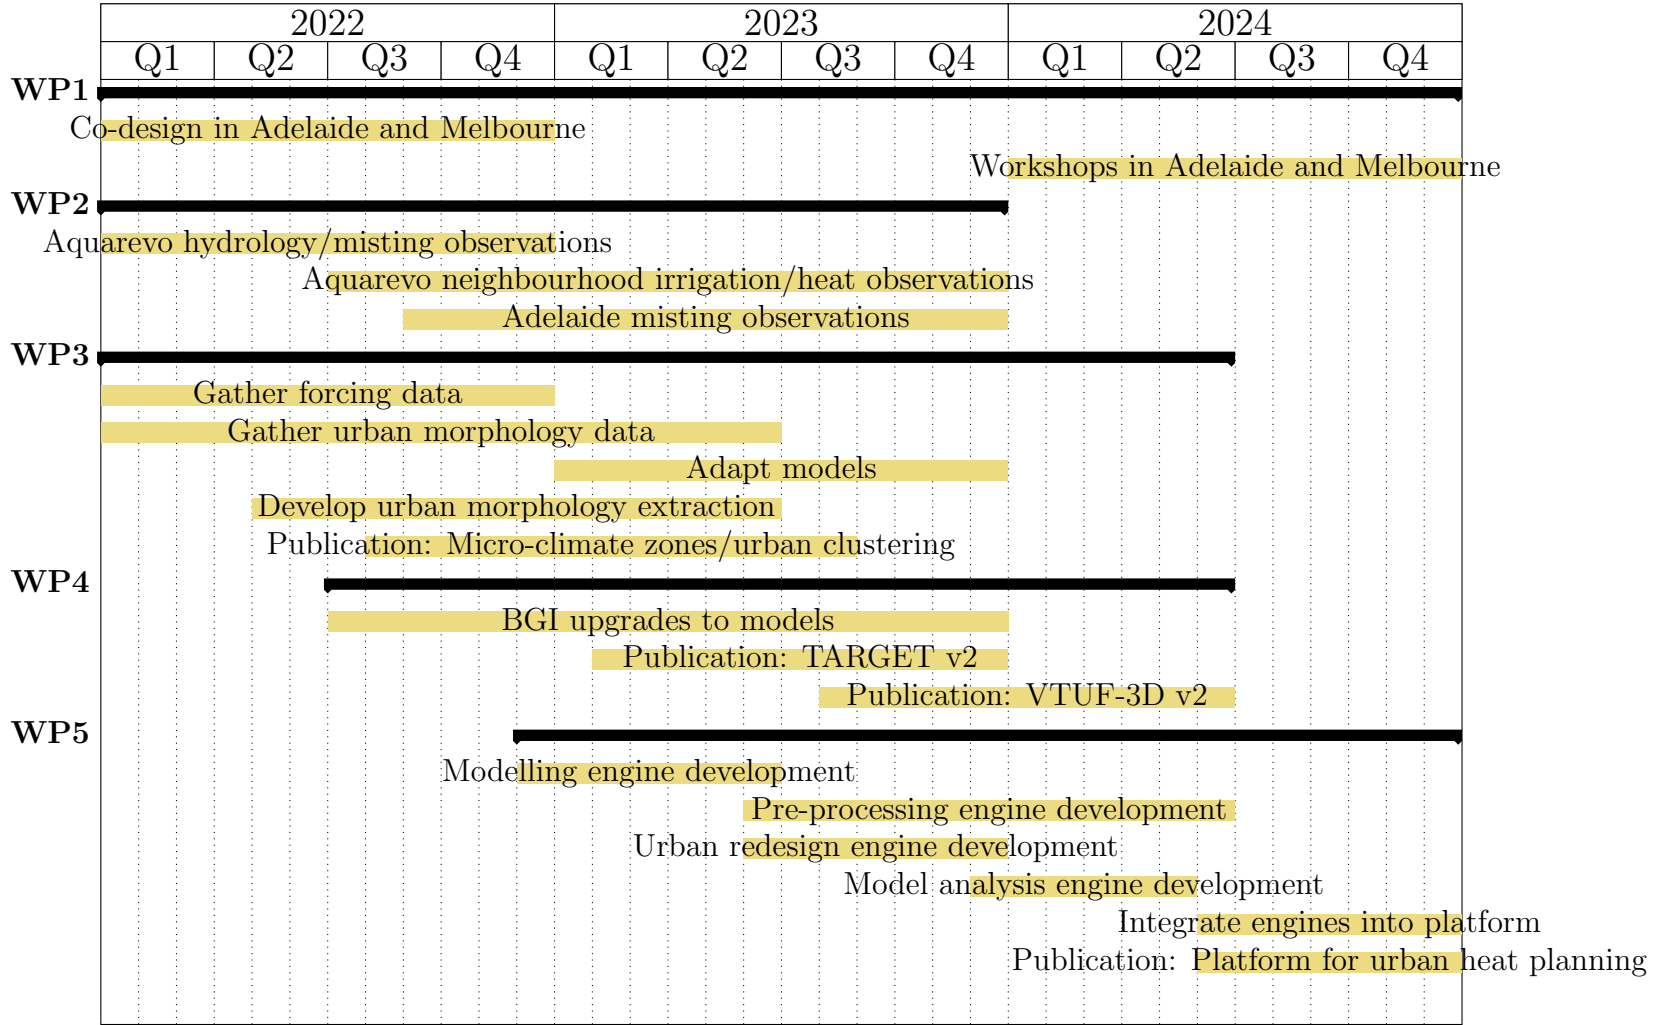 2022 2023 2024
Q1 Q2 Q3 Q4 Q1 Q2 Q3 Q4 Q1 Q2 Q3 Q4
WP1
Co-design in Adelaide and Melbourne
Workshops in Adelaide and Melbourne
WP2
Aquarevo hydrology/misting observations
Aquarevo neighbourhood irrigation/heat observations
Adelaide misting observations
WP3
Gather forcing data
Gather urban morphology data
Adapt models
Develop urban morphology extraction
Publication: Micro-climate zones/urban clustering
WP4
BGI upgrades to models
Publication: TARGET v2
Publication: VTUF-3D v2
WP5
Modelling engine development
Pre-processing engine development
Urban redesign engine development
Model analysis engine development
Integrate engines into platform
Publication: Platform for urban heat planning